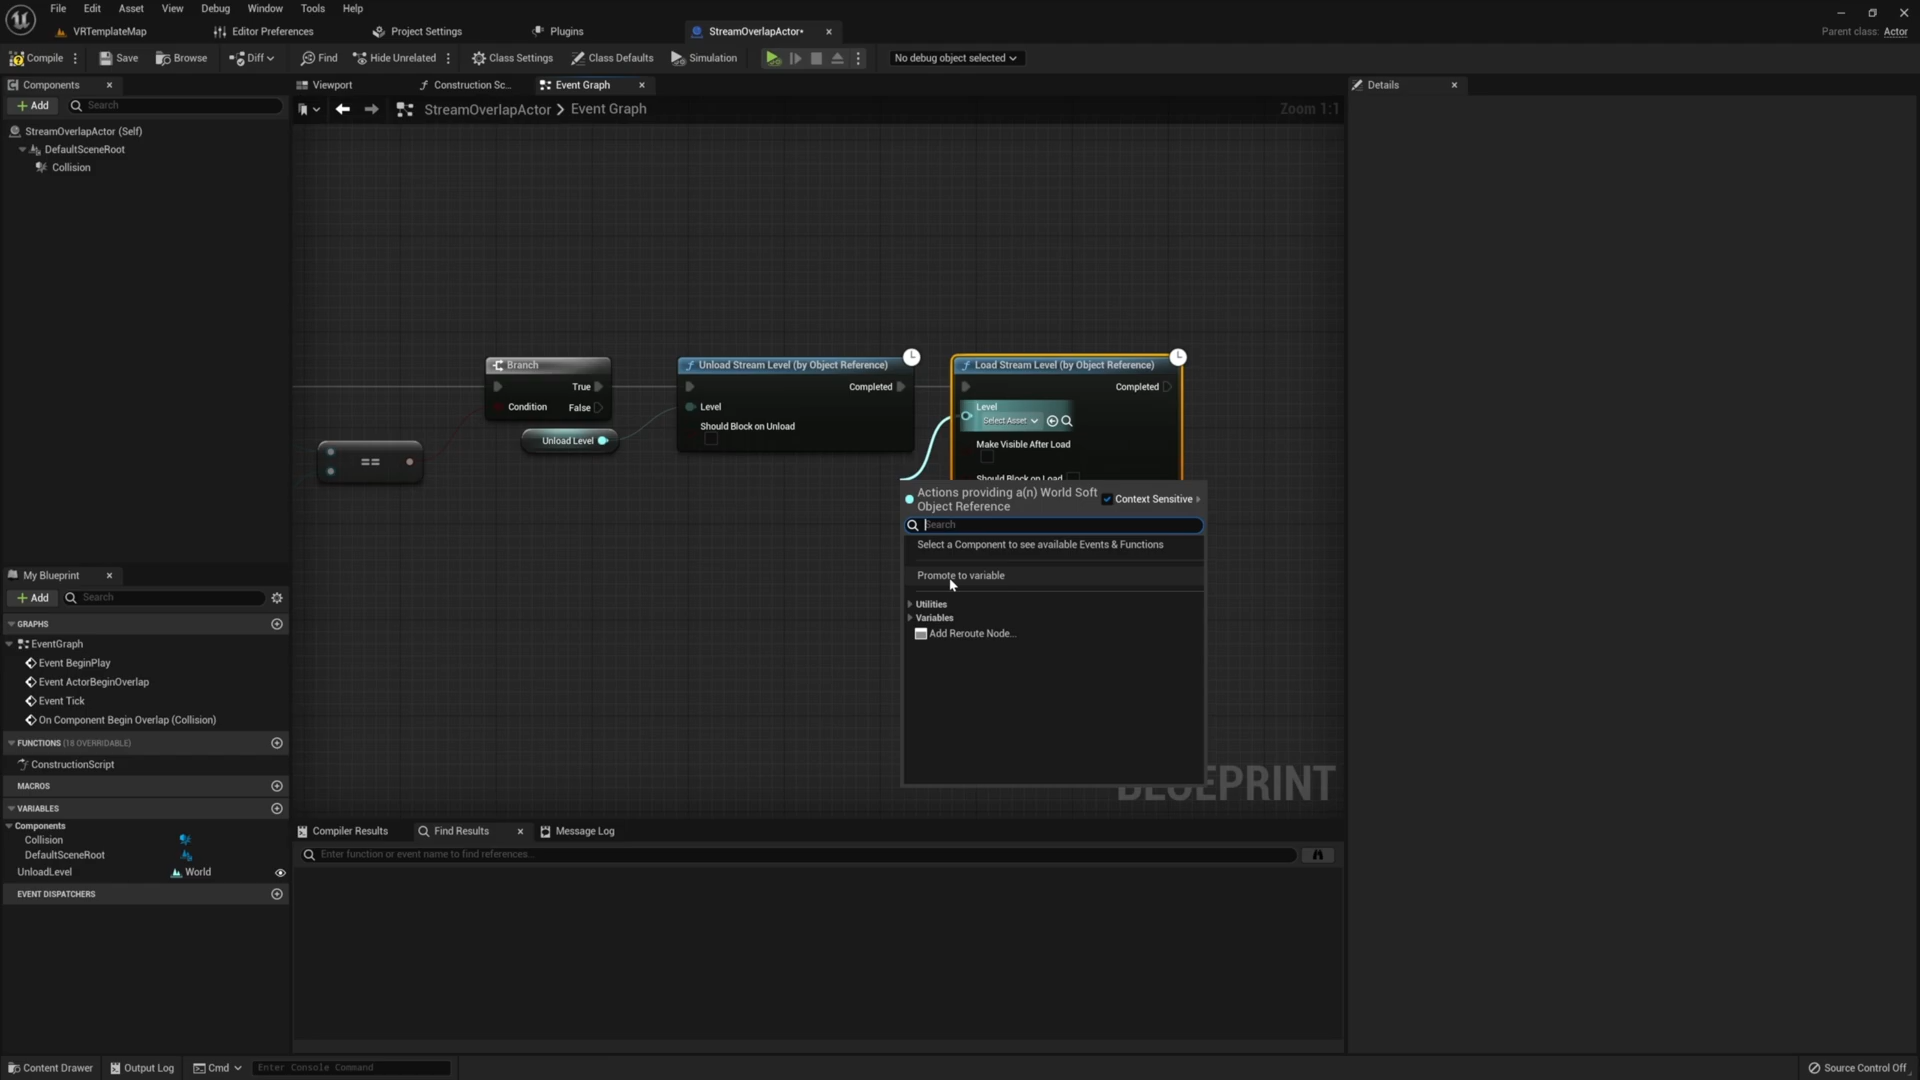 File Edit View Asset Debug Window Tools Help
VRTemplateMap Editor Preferences Project Settings Plugins StreamOverlapActor• Parent class: Actor
Compile Save Browse Diff Find Hide Unrelated Class Settings Class Defaults Simulation No debug object selected
Components Viewport Construction Sc... Event Graph Details
Add Search StreamOverlapActor > Event Graph Zoom 1:1
StreamOverlapActor (Self)
DefaultSceneRoot
Collision
Branch
True
Condition False
Unload Level
==
Unload Stream Level (by Object Reference)
Completed
Level
Should Block on Unload
Load Stream Level (by Object Reference)
Completed
Level
Select Asset
Make Visible After Load
Should Block on Load
Actions providing a(n) World Soft
Object Reference
Context Sensitive
Search
Select a Component to see available Events & Functions
Promote to variable
Utilities
Variables
Add Reroute Node...
BLUEPRINT
My Blueprint
Add Search
GRAPHS
EventGraph
Event BeginPlay
Event ActorBeginOverlap
Event Tick
On Component Begin Overlap (Collision)
FUNCTIONS (18 OVERRIDABLE)
ConstructionScript
MACROS
VARIABLES
Components
Collision
DefaultSceneRoot
UnloadLevel World
EVENT DISPATCHERS
Compiler Results Find Results Message Log
Enter function or event name to find references...
Content Drawer Output Log Cmd Enter Console Command Source Control Off